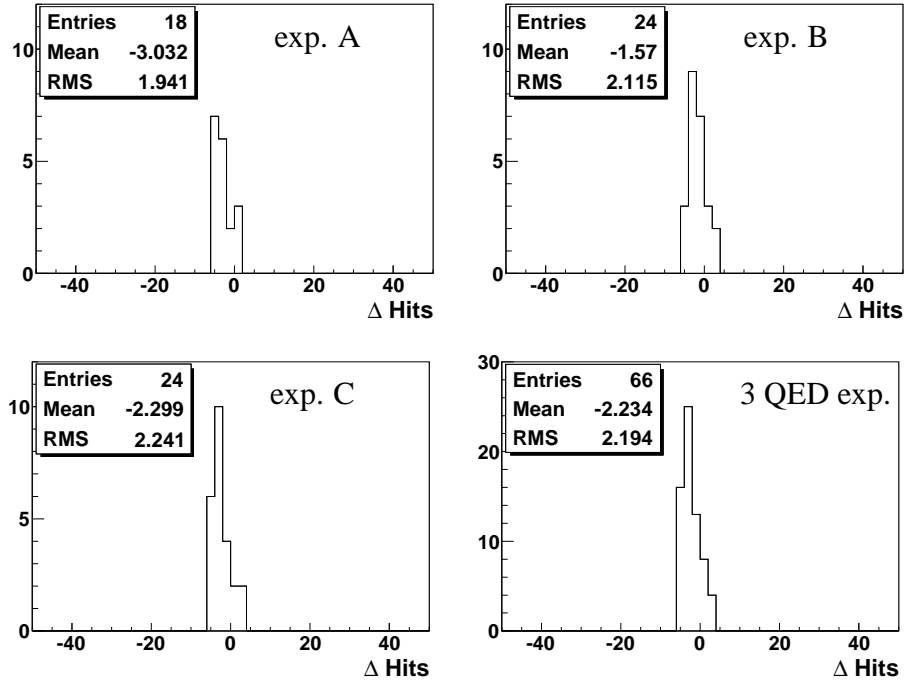 Entries 18
Mean -3.032
RMS 1.941
exp. A
10
5
0
-40 -20 0 20 40
Δ Hits
Entries 24
Mean -1.57
RMS 2.115
exp. B
10
5
0
-40 -20 0 20 40
Δ Hits
Entries 24
Mean -2.299
RMS 2.241
exp. C
10
5
0
-40 -20 0 20 40
Δ Hits
Entries 66
Mean -2.234
RMS 2.194
3 QED exp.
30
20
10
0
-40 -20 0 20 40
Δ Hits